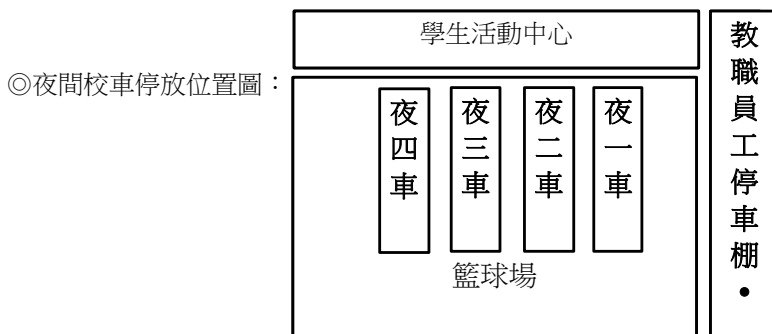 學生活動中心
◎夜間校車停放位置圖：
夜四車
夜三車
夜二車
夜一車
籃球場
教職員工停車棚•